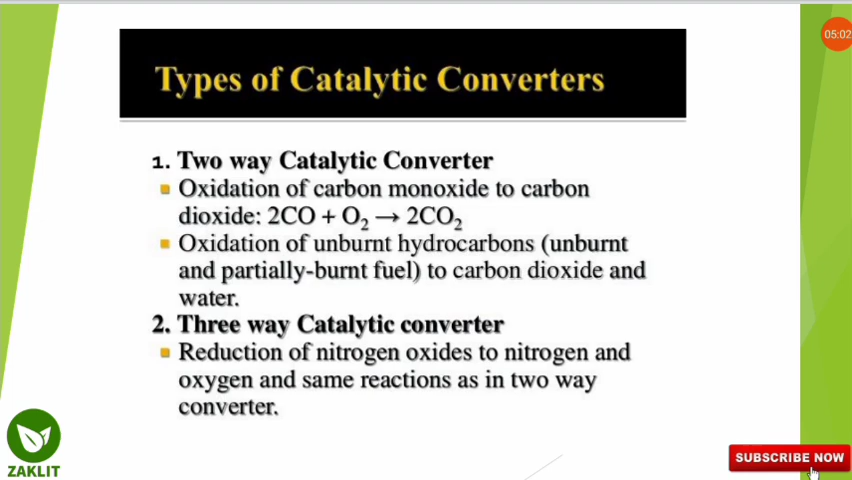 05:02
Types of Catalytic Converters
1. Two way Catalytic Converter
▪ Oxidation of carbon monoxide to carbon
dioxide: 2CO + O₂ → 2CO₂
▪ Oxidation of unburnt hydrocarbons (unburnt
and partially-burnt fuel) to carbon dioxide and
water.
2. Three way Catalytic converter
▪ Reduction of nitrogen oxides to nitrogen and
oxygen and same reactions as in two way
converter.
ZAKLIT
SUBSCRIBE NOW